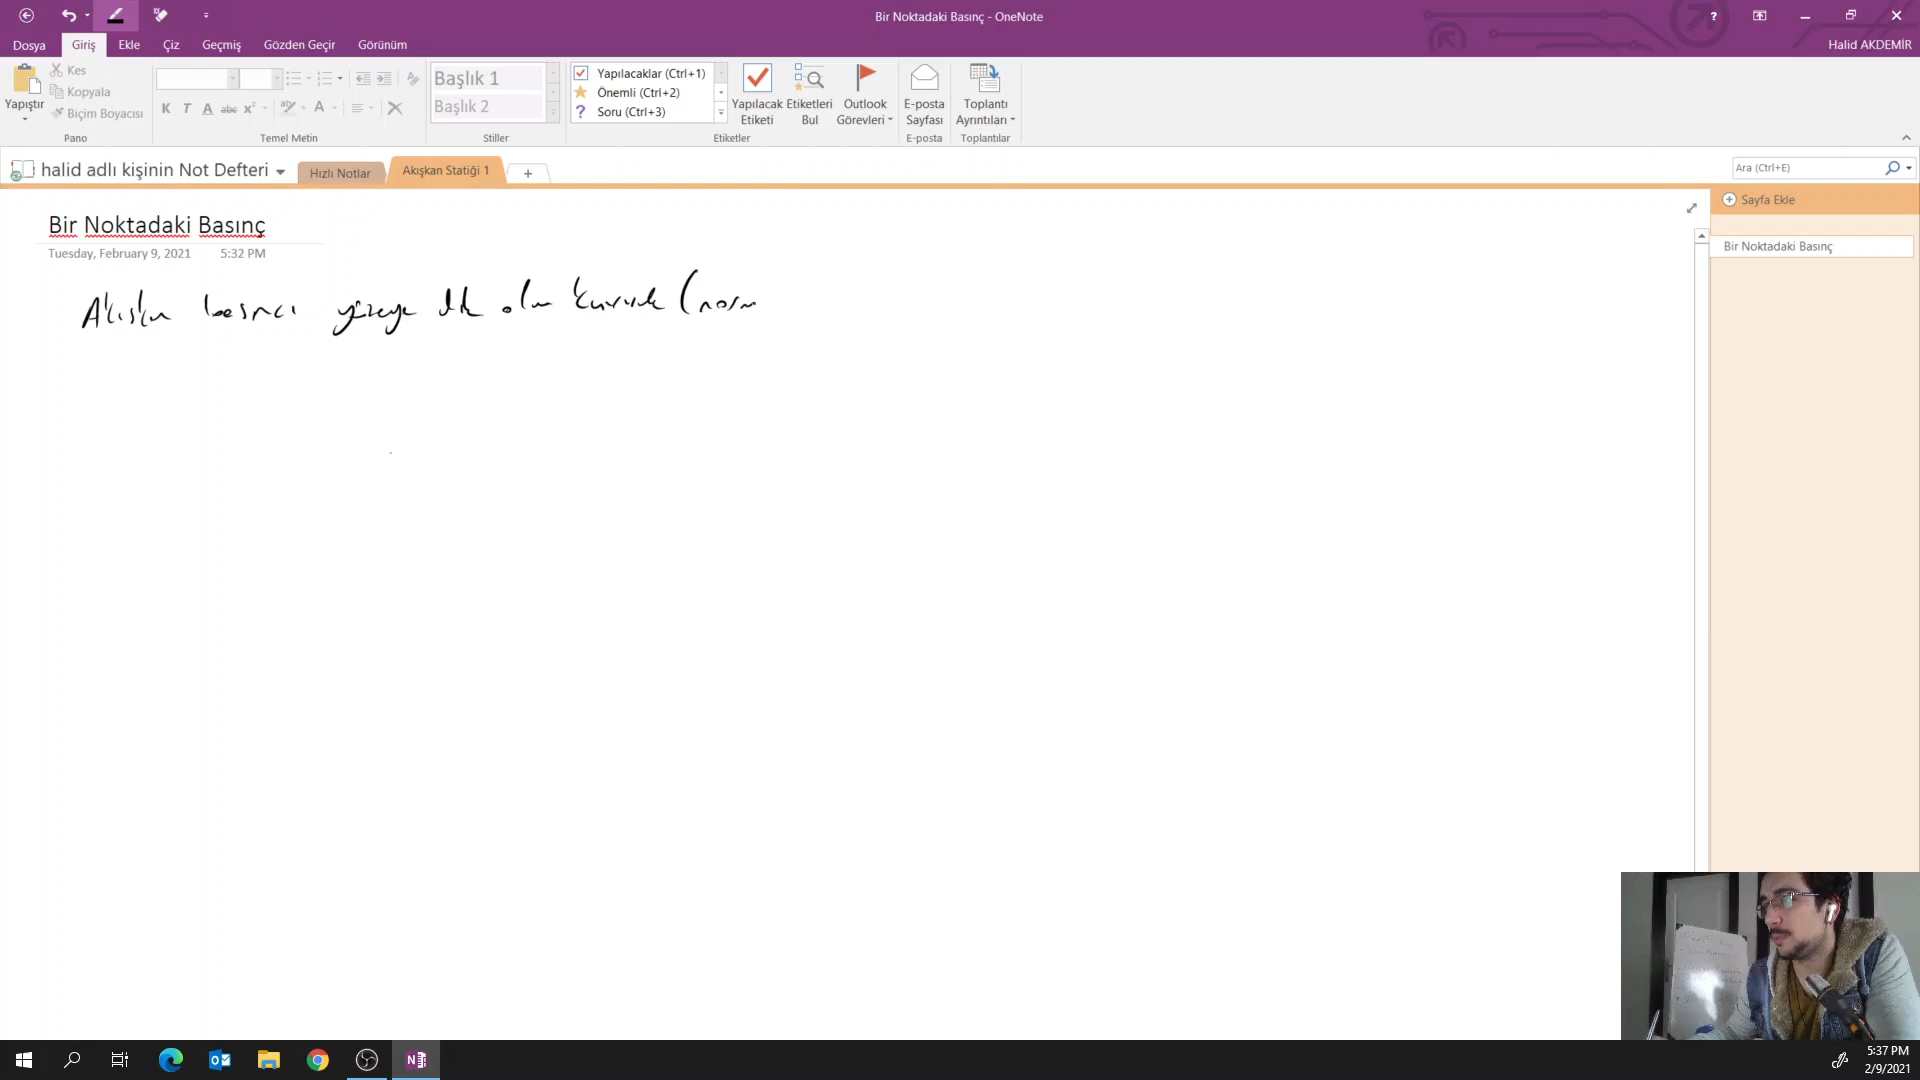 Bir Noktadaki Basınç - OneNote
Dosya Giriş Ekle Çiz Geçmiş Gözden Geçir Görünüm
Halid AKDEMİR
Yapıştır
Kes
Kopyala
Biçim Boyacısı
Pano
K T A abc x² A
Temel Metin
Başlık 1
Başlık 2
Stiller
Yapılacaklar (Ctrl+1)
Önemli (Ctrl+2)
Soru (Ctrl+3)
Yapılacak Etiketi
Etiketleri Bul
Outlook Görevleri
Etiketler
E-posta Sayfası
E-posta
Toplantı Ayrıntıları
Toplantılar
halid adlı kişinin Not Defteri
Hızlı Notlar
Akışkan Statiği 1
Ara (Ctrl+E)
Sayfa Ekle
Bir Noktadaki Basınç
Bir Noktadaki Basınç
Tuesday, February 9, 2021 5:32 PM
Akışkan basıncı yüzeye dik olan kuvvete (norm
5:37 PM
2/9/2021